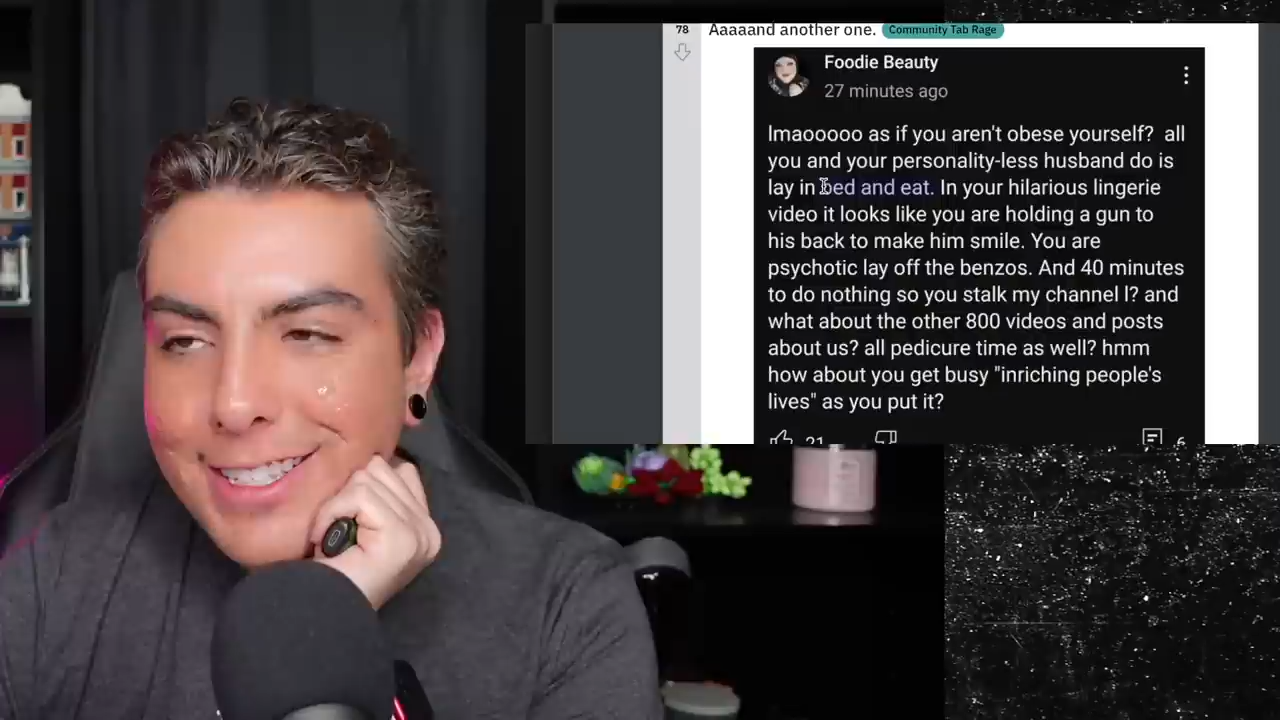 78
Aaaaand another one. Community Tab Rage
Foodie Beauty
27 minutes ago
lmaooooo as if you aren't obese yourself?  all
you and your personality-less husband do is
lay in bed and eat. In your hilarious lingerie
video it looks like you are holding a gun to
his back to make him smile. You are
psychotic lay off the benzos. And 40 minutes
to do nothing so you stalk my channel l? and
what about the other 800 videos and posts
about us? all pedicure time as well? hmm
how about you get busy "inriching people's
lives" as you put it?
21 6